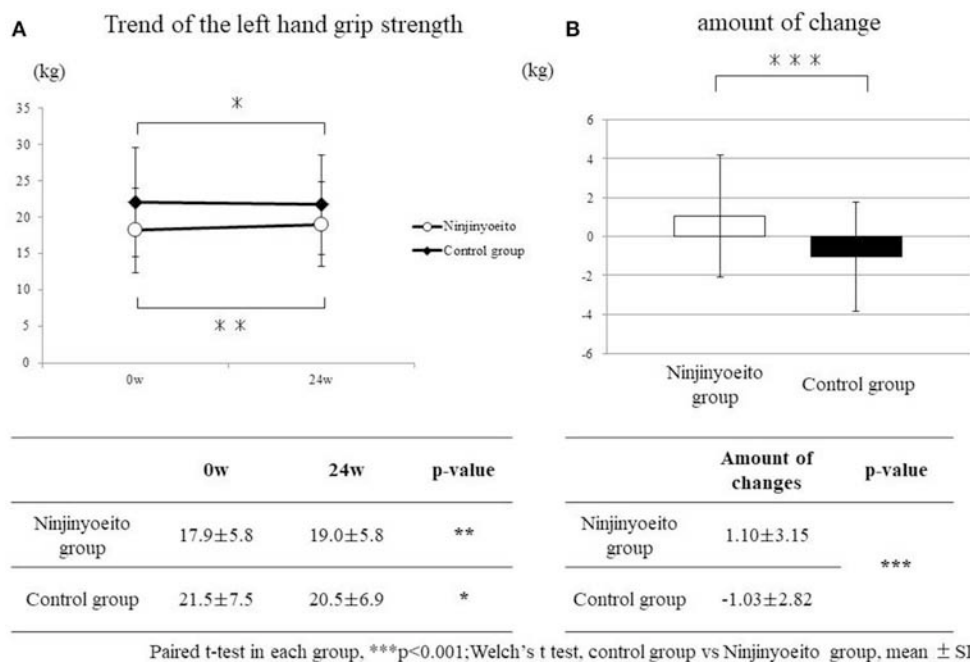 A Trend of the left hand grip strength
(kg)
＊
35
30
25
20
15
10
5
0
＊＊
0w 24w
Ninjinyoeito
Control group
B amount of change
(kg)
＊＊＊
6
4
2
0
-2
-4
-6
Ninjinyoeito
group
Control group
0w 24w p-value
Ninjinyoeito
group 17.9±5.8 19.0±5.8 **
Control group 21.5±7.5 20.5±6.9 *
Amount of
changes p-value
Ninjinyoeito
group 1.10±3.15
***
Control group -1.03±2.82
Paired t-test in each group, ***p<0.001;Welch's t test, control group vs Ninjinyoeito group, mean ± SD